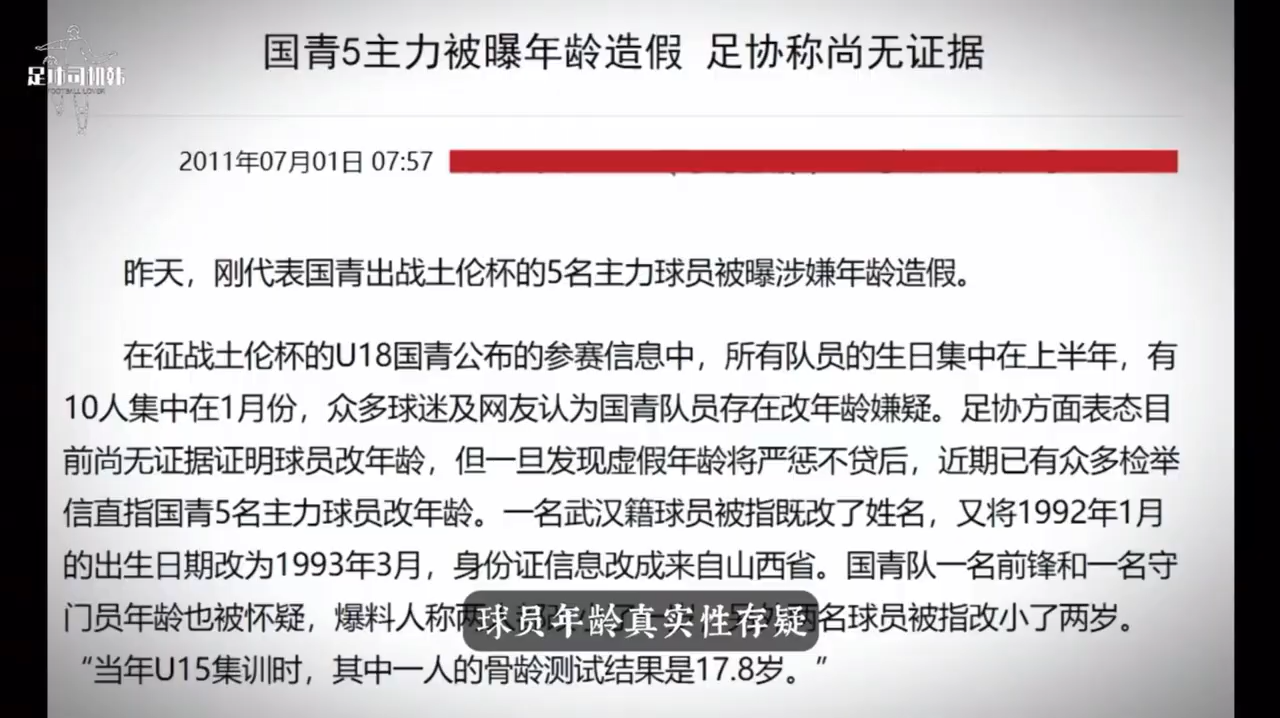 足球司机韩
FOOTBALL LOVER
国青5主力被曝年龄造假 足协称尚无证据
2011年07月01日 07:57
昨天，刚代表国青出战土伦杯的5名主力球员被曝涉嫌年龄造假。
在征战土伦杯的U18国青公布的参赛信息中，所有队员的生日集中在上半年，有
10人集中在1月份，众多球迷及网友认为国青队员存在改年龄嫌疑。足协方面表态目
前尚无证据证明球员改年龄，但一旦发现虚假年龄将严惩不贷后，近期已有众多检举
信直指国青5名主力球员改年龄。一名武汉籍球员被指既改了姓名，又将1992年1月
的出生日期改为1993年3月，身份证信息改成来自山西省。国青队一名前锋和一名守
门员年龄也被怀疑，爆料人称两名球员被指改小了两岁。
球员年龄真实性存疑
“当年U15集训时，其中一人的骨龄测试结果是17.8岁。”